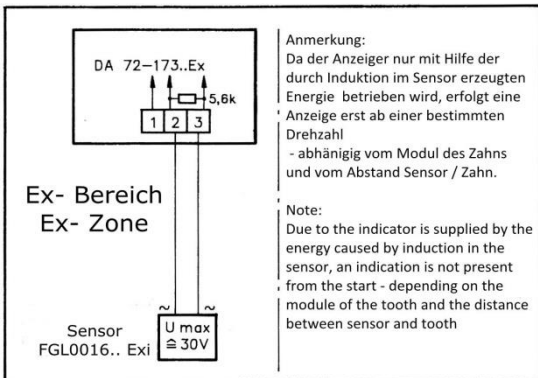 DA 72-173..Ex
5,6k
1 2 3
Ex- Bereich
Ex- Zone
~ ~
Sensor
FGL0016.. Exi
U max
≙ 30V
Anmerkung:
Da der Anzeiger nur mit Hilfe der
durch Induktion im Sensor erzeugten
Energie betrieben wird, erfolgt eine
Anzeige erst ab einer bestimmten
Drehzahl
- abhänigig vom Modul des Zahns
und vom Abstand Sensor / Zahn.
Note:
Due to the indicator is supplied by the
energy caused by induction in the
sensor, an indication is not present
from the start - depending on the
module of the tooth and the distance
between sensor and tooth